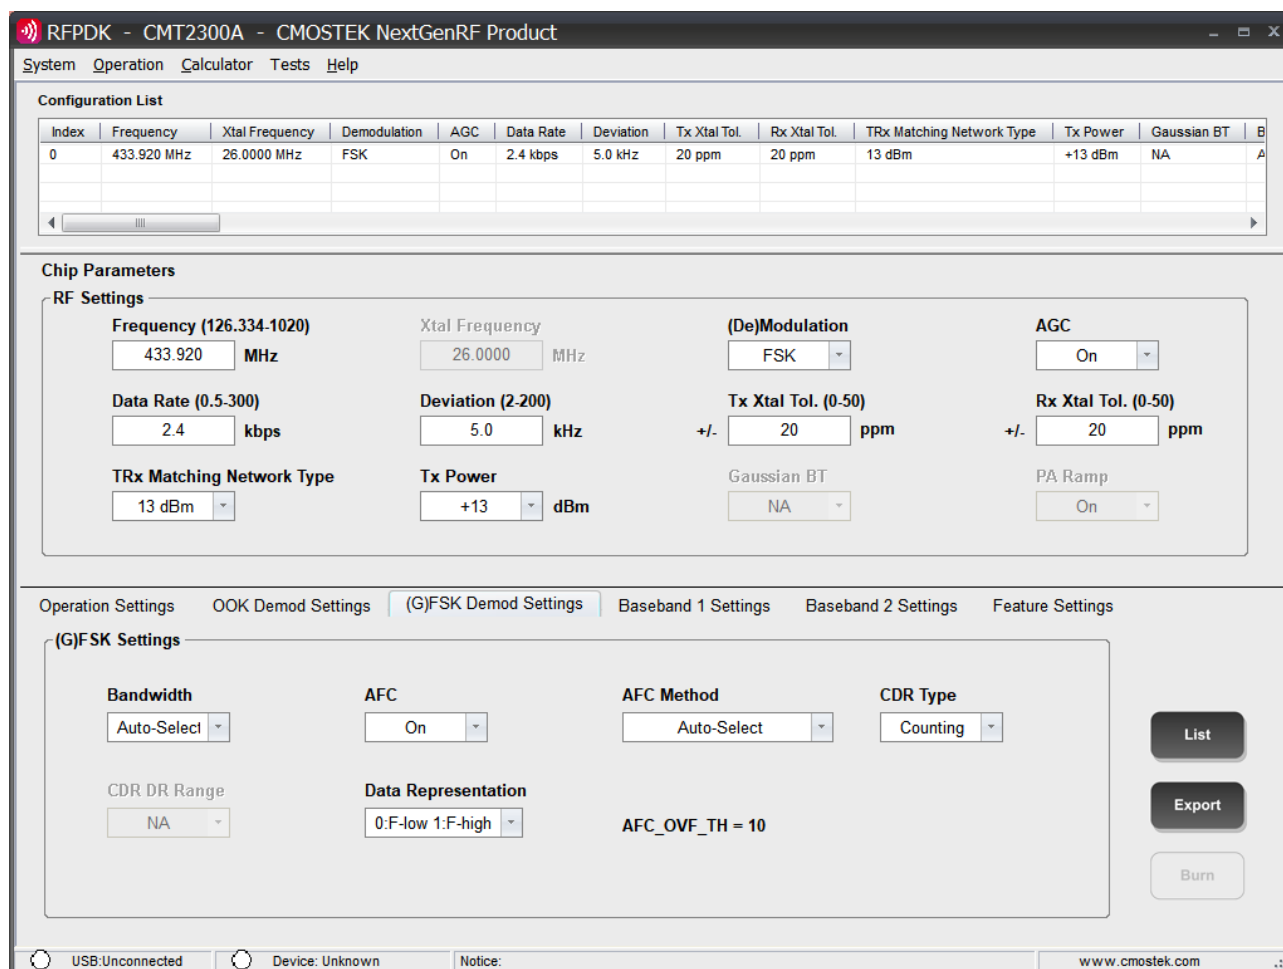 RFPDK - CMT2300A - CMOSTEK NextGenRF Product
System Operation Calculator Tests Help
Configuration List
Index Frequency Xtal Frequency Demodulation AGC Data Rate Deviation Tx Xtal Tol. Rx Xtal Tol. TRx Matching Network Type Tx Power Gaussian BT
0 433.920 MHz 26.0000 MHz FSK On 2.4 kbps 5.0 kHz 20 ppm 20 ppm 13 dBm +13 dBm NA
Chip Parameters
RF Settings
Frequency (126.334-1020) Xtal Frequency (De)Modulation AGC
433.920 MHz 26.0000 MHz FSK On
Data Rate (0.5-300) Deviation (2-200) Tx Xtal Tol. (0-50) Rx Xtal Tol. (0-50)
2.4 kbps 5.0 kHz +/- 20 ppm +/- 20 ppm
TRx Matching Network Type Tx Power Gaussian BT PA Ramp
13 dBm +13 dBm NA On
Operation Settings OOK Demod Settings (G)FSK Demod Settings Baseband 1 Settings Baseband 2 Settings Feature Settings
(G)FSK Settings
Bandwidth AFC AFC Method CDR Type
Auto-Select On Auto-Select Counting
List
CDR DR Range Data Representation
Export
NA 0:F-low 1:F-high AFC_OVF_TH = 10
Burn
USB:Unconnected Device: Unknown Notice: www.cmostek.com